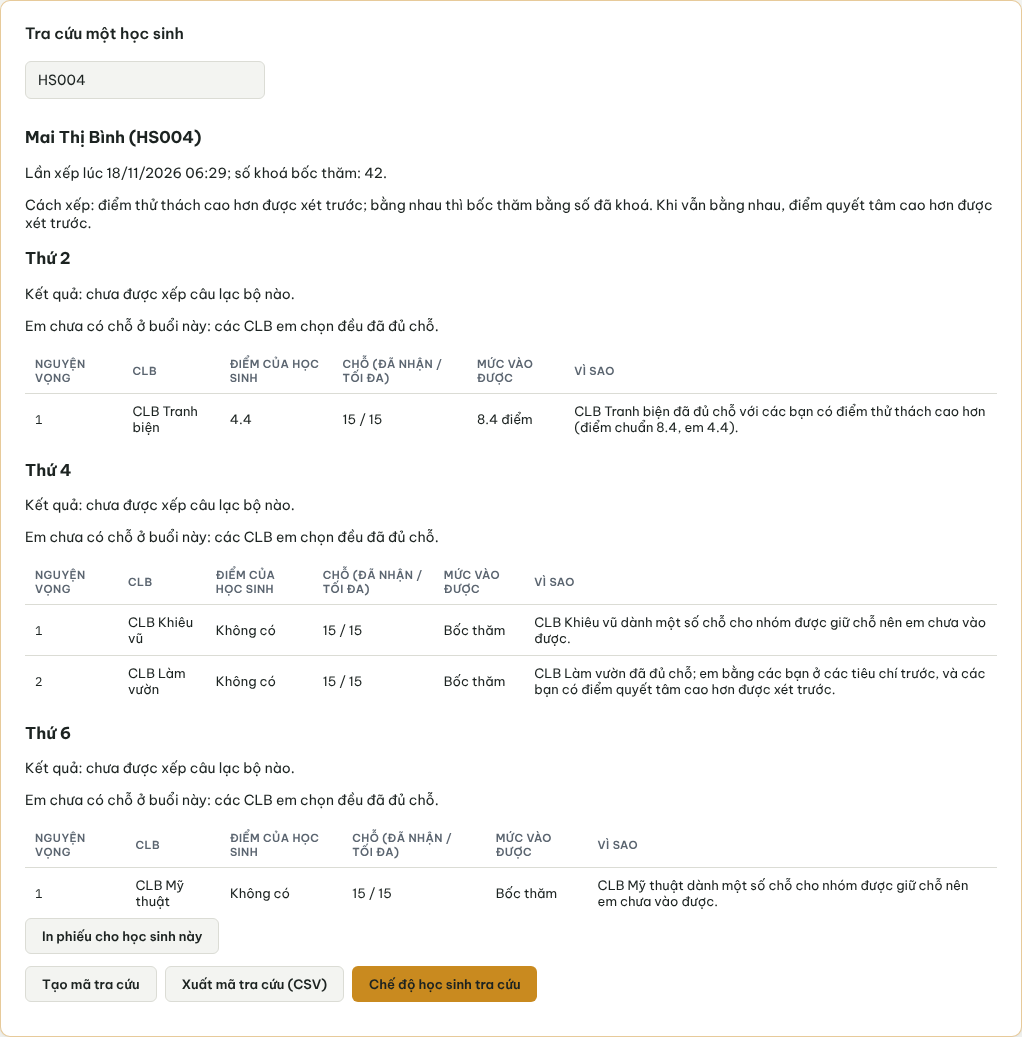 Tra cứu một học sinh
HS004
Mai Thị Bình (HS004)
Lần xếp lúc 18/11/2026 06:29; số khoá bốc thăm: 42.
Cách xếp: điểm thử thách cao hơn được xét trước; bằng nhau thì bốc thăm bằng số đã khoá. Khi vẫn bằng nhau, điểm quyết tâm cao hơn được
xét trước.
Thứ 2
Kết quả: chưa được xếp câu lạc bộ nào.
Em chưa có chỗ ở buổi này: các CLB em chọn đều đã đủ chỗ.
NGUYỆN VỌNG CLB ĐIỂM CỦA HỌC SINH CHỖ (ĐÃ NHẬN / TỐI ĐA) MỨC VÀO ĐƯỢC VÌ SAO
1 CLB Tranh biện 4.4 15 / 15 8.4 điểm CLB Tranh biện đã đủ chỗ với các bạn có điểm thử thách cao hơn
(điểm chuẩn 8.4, em 4.4).
Thứ 4
Kết quả: chưa được xếp câu lạc bộ nào.
Em chưa có chỗ ở buổi này: các CLB em chọn đều đã đủ chỗ.
NGUYỆN VỌNG CLB ĐIỂM CỦA HỌC SINH CHỖ (ĐÃ NHẬN / TỐI ĐA) MỨC VÀO ĐƯỢC VÌ SAO
1 CLB Khiêu vũ Không có 15 / 15 Bốc thăm CLB Khiêu vũ dành một số chỗ cho nhóm được giữ chỗ nên em chưa vào
được.
2 CLB Làm vườn Không có 15 / 15 Bốc thăm CLB Làm vườn đã đủ chỗ; em bằng các bạn ở các tiêu chí trước, và các
bạn có điểm quyết tâm cao hơn được xét trước.
Thứ 6
Kết quả: chưa được xếp câu lạc bộ nào.
Em chưa có chỗ ở buổi này: các CLB em chọn đều đã đủ chỗ.
NGUYỆN VỌNG CLB ĐIỂM CỦA HỌC SINH CHỖ (ĐÃ NHẬN / TỐI ĐA) MỨC VÀO ĐƯỢC VÌ SAO
1 CLB Mỹ thuật Không có 15 / 15 Bốc thăm CLB Mỹ thuật dành một số chỗ cho nhóm được giữ chỗ nên
em chưa vào được.
In phiếu cho học sinh này
Tạo mã tra cứu Xuất mã tra cứu (CSV) Chế độ học sinh tra cứu